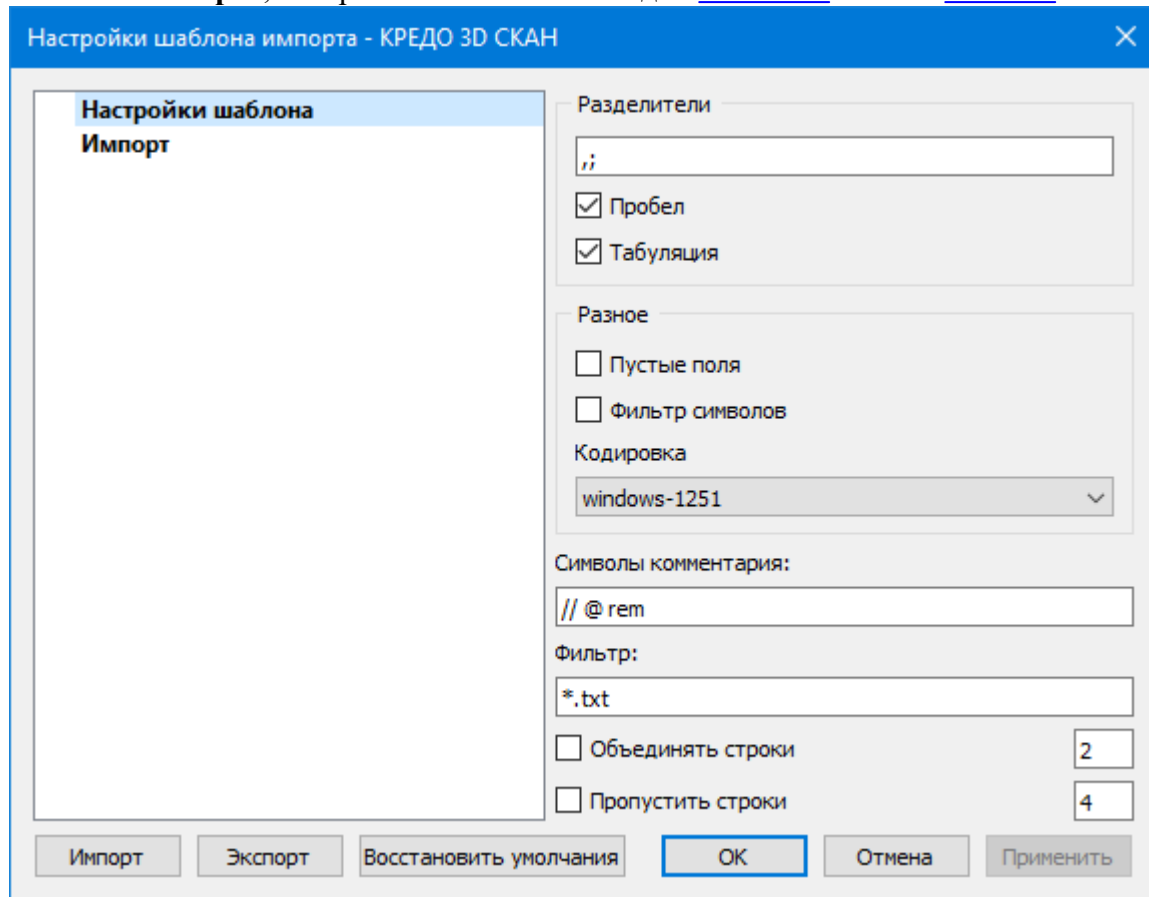 Настройки шаблона импорта - КРЕДО 3D СКАН
Настройки шаблона
Импорт
Разделители
,;
Пробел
Табуляция
Разное
Пустые поля
Фильтр символов
Кодировка
windows-1251
Символы комментария:
// @ rem
Фильтр:
*.txt
Объединять строки 2
Пропустить строки 4
Импорт Экспорт Восстановить умолчания ОК Отмена Применить